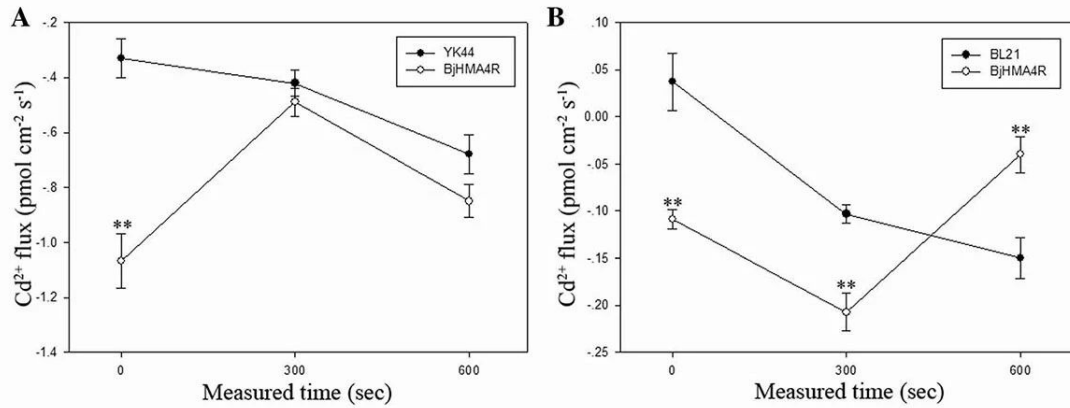 A
-.2
-.4
-.6
-.8
-1.0
-1.2
-1.4
Cd²⁺ flux (pmol cm⁻² s⁻¹)
YK44
BjHMA4R
**
0
300
600
Measured time (sec)
B
.10
.05
0.00
-.05
-.10
-.15
-.20
-.25
Cd²⁺ flux (pmol cm⁻² s⁻¹)
BL21
BjHMA4R
**
**
**
0
300
600
Measured time (sec)